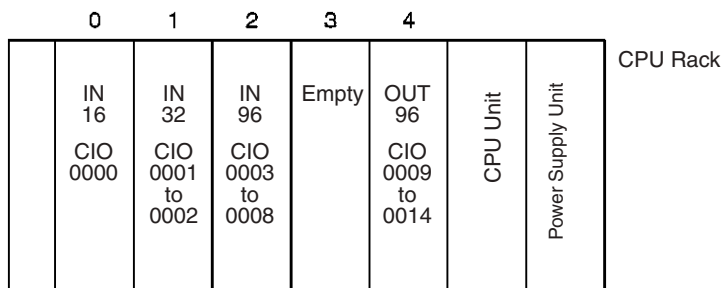 0 1 2 3 4
CPU Rack
IN
16
CIO
0000
IN
32
CIO
0001
to
0002
IN
96
CIO
0003
to
0008
Empty
OUT
96
CIO
0009
to
0014
CPU Unit
Power Supply Unit